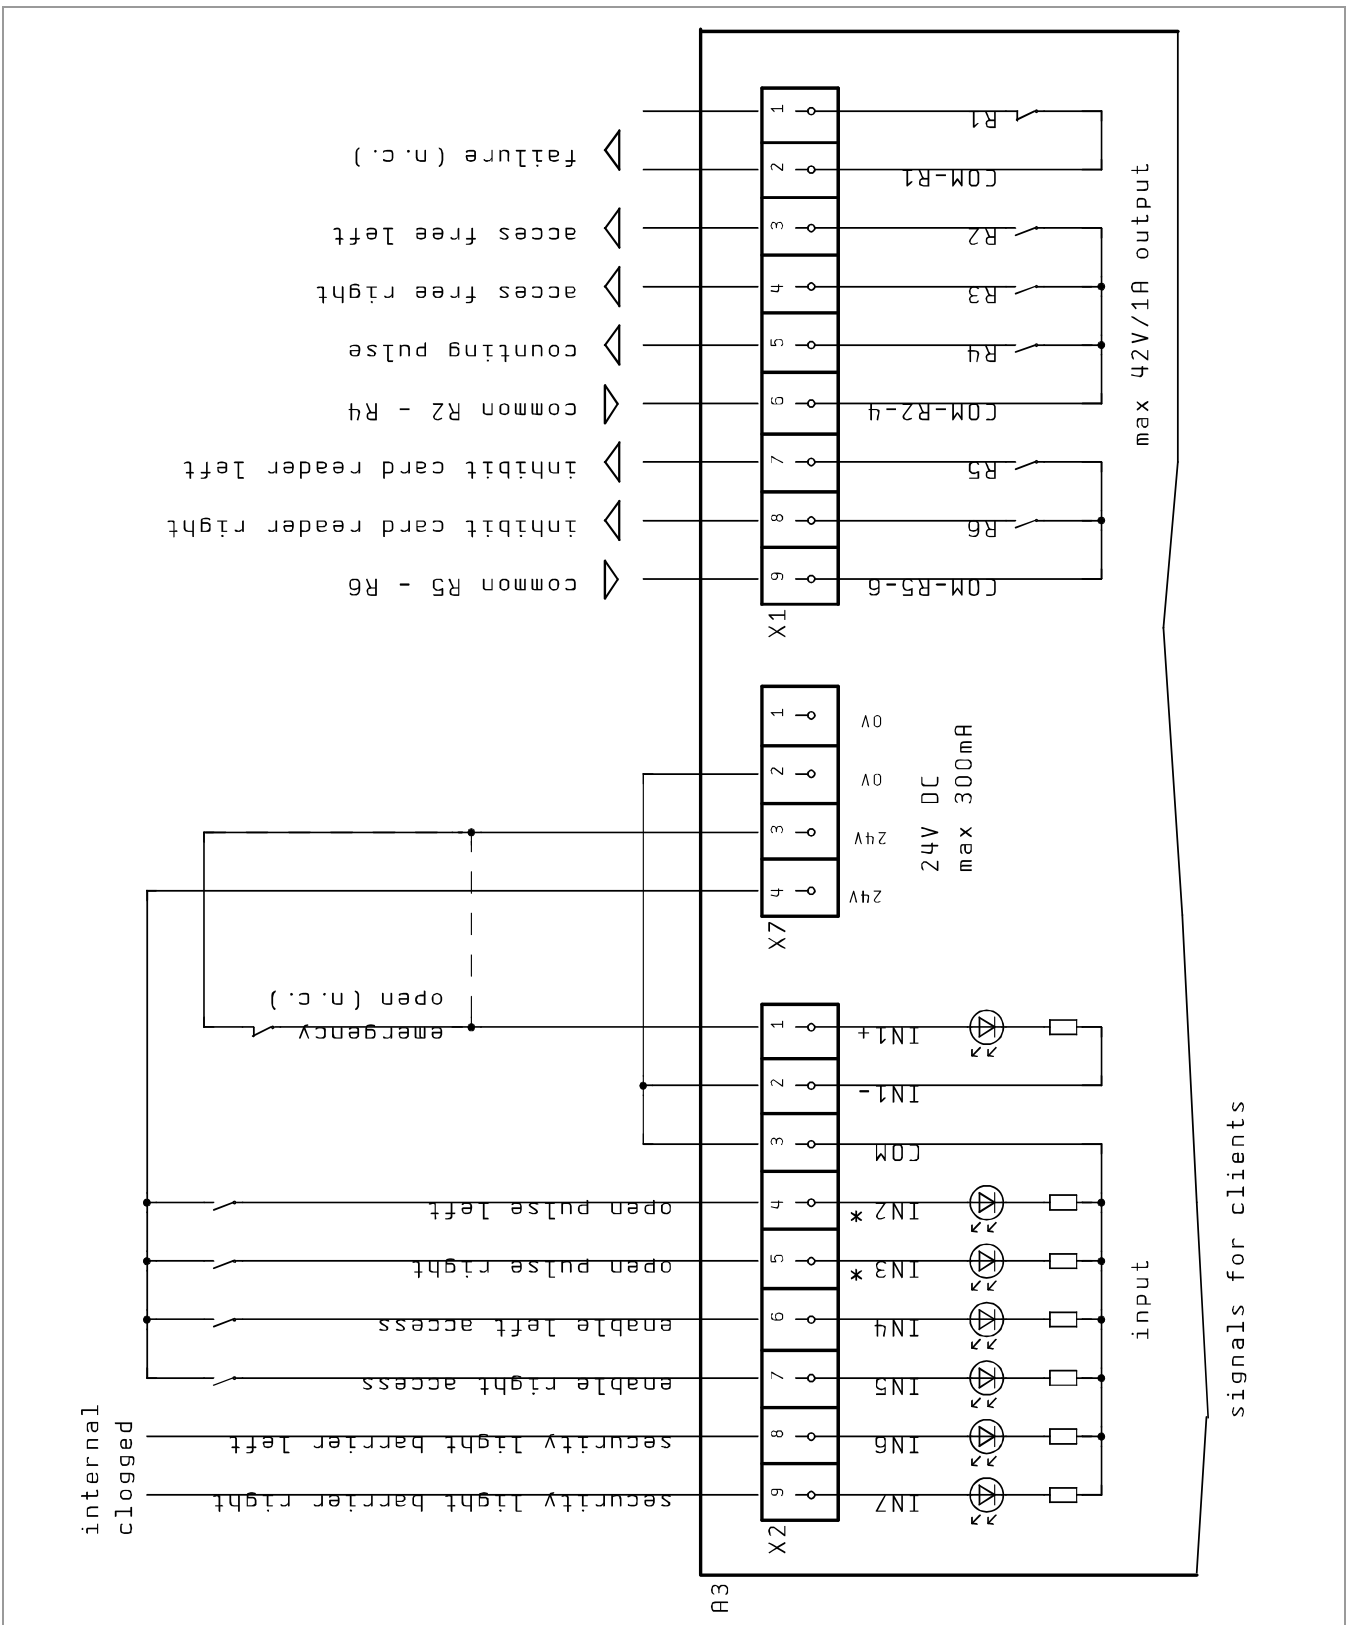 1
R1
failure (n.c.)
2
COM-R1
acces free left
3
R2
acces free right
4
R3
counting pulse
5
R4
common R2 - R4
6
COM-R2-4
max 42V/1A output
inhibit card reader left
7
R5
inhibit card reader right
8
R6
common R5 - R6
9
COM-R5-6
X1
1
0V
2
0V
3
24V
4
24V
X7
24V DC
max 300mA
emergency
open (n.c.)
1
IN1+
2
IN1-
3
COM
open pulse left
4
IN2 *
open pulse right
5
IN3 *
enable left access
6
IN4
enable right access
7
IN5
security light barrier left
8
IN6
security light barrier right
9
IN7
X2
input
internal
clogged
signals for clients
A3